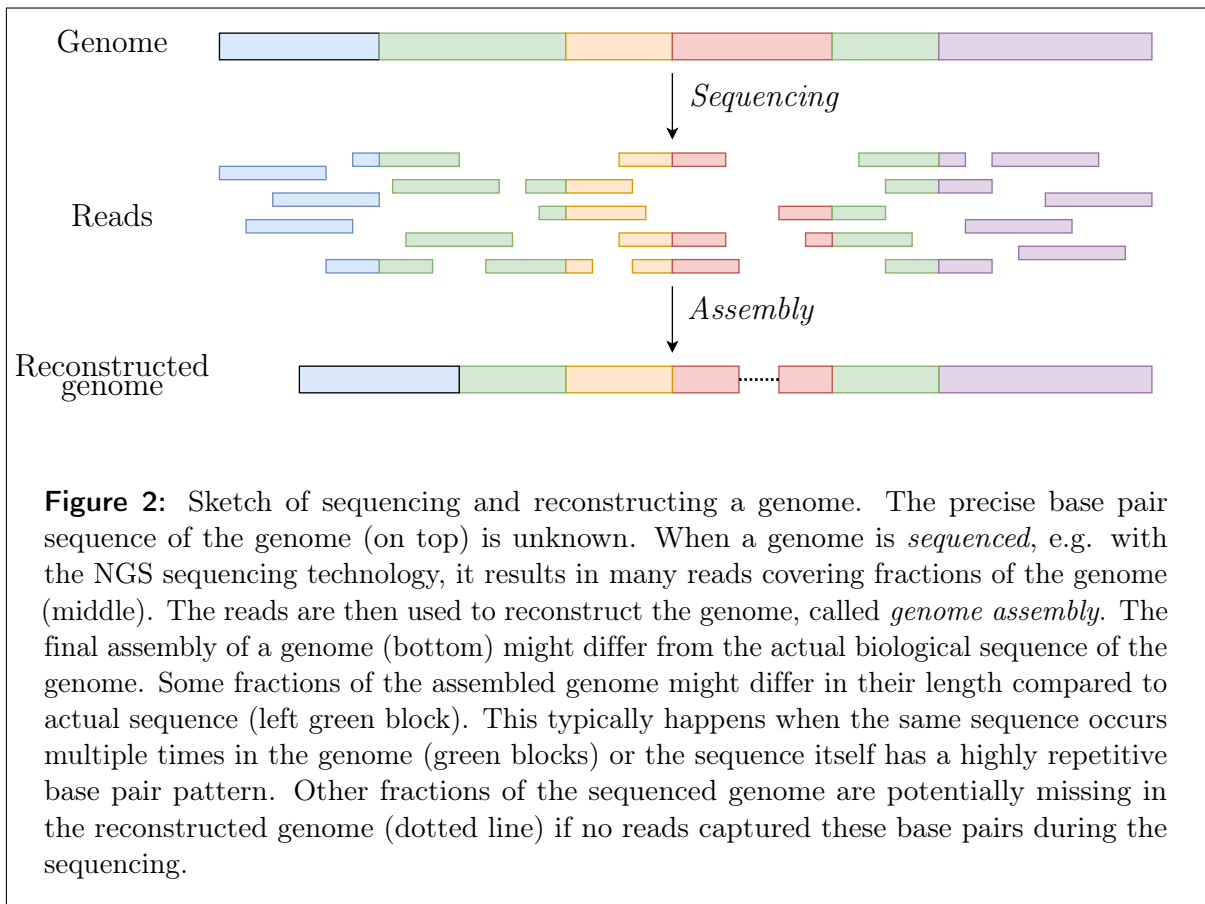 Genome
Sequencing
Reads
Assembly
Reconstructed
genome
Figure 2: Sketch of sequencing and reconstructing a genome. The precise base pair
sequence of the genome (on top) is unknown. When a genome is sequenced, e.g. with
the NGS sequencing technology, it results in many reads covering fractions of the genome
(middle). The reads are then used to reconstruct the genome, called genome assembly. The
final assembly of a genome (bottom) might differ from the actual biological sequence of the
genome. Some fractions of the assembled genome might differ in their length compared to
actual sequence (left green block). This typically happens when the same sequence occurs
multiple times in the genome (green blocks) or the sequence itself has a highly repetitive
base pair pattern. Other fractions of the sequenced genome are potentially missing in
the reconstructed genome (dotted line) if no reads captured these base pairs during the
sequencing.